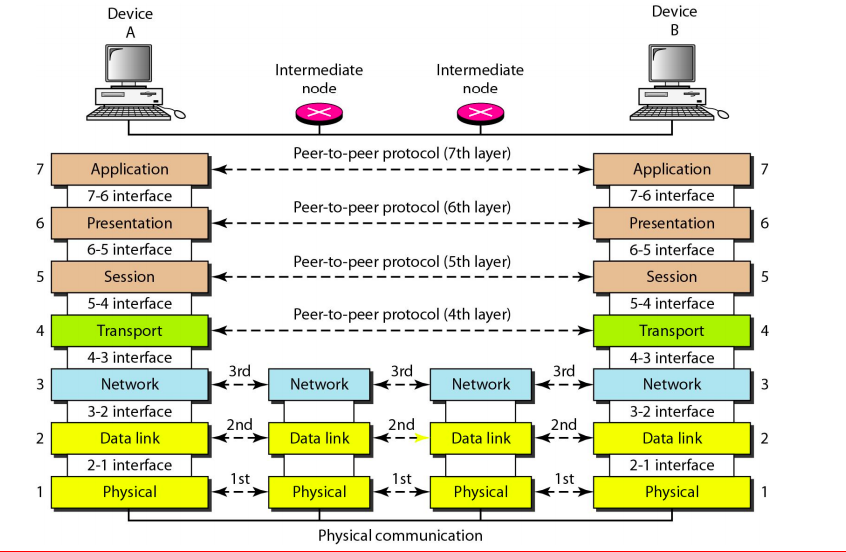 Device
A
Device
B
Intermediate
node
Intermediate
node
Peer-to-peer protocol (7th layer)
7 Application Application 7
7-6 interface 7-6 interface
Peer-to-peer protocol (6th layer)
6 Presentation Presentation 6
6-5 interface 6-5 interface
Peer-to-peer protocol (5th layer)
5 Session Session 5
5-4 interface 5-4 interface
Peer-to-peer protocol (4th layer)
4 Transport Transport 4
4-3 interface 4-3 interface
3rd 3rd 3rd
3 Network Network Network Network 3
3-2 interface 3-2 interface
2nd 2nd 2nd
2 Data link Data link Data link Data link 2
2-1 interface 2-1 interface
1st 1st 1st
1 Physical Physical Physical Physical 1
Physical communication